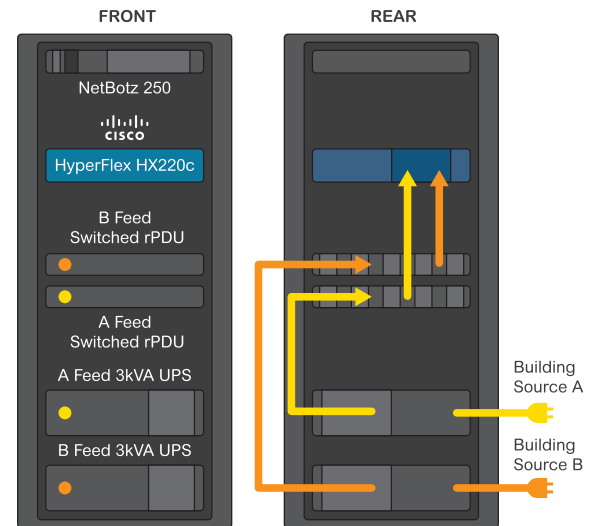 FRONT
REAR
NetBotz 250
CISCO
HyperFlex HX220c
B Feed
Switched rPDU
A Feed
Switched rPDU
A Feed 3kVA UPS
B Feed 3kVA UPS
Building
Source A
Building
Source B